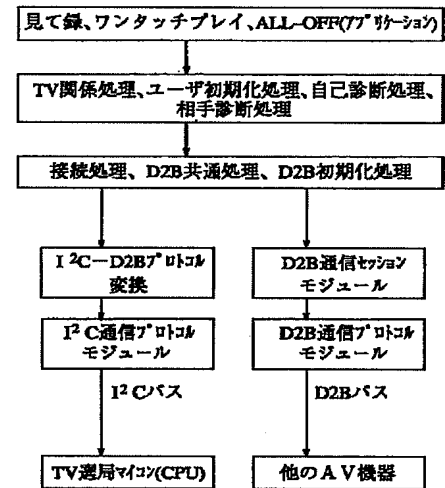 見て録、ワンタッチプレイ、ALL-OFF(ｱﾌﾟﾘｹｰｼｮﾝ)
TV関係処理、ユーザ初期化処理、自己診断処理、
相手診断処理
接続処理、D2B共通処理、D2B初期化処理
I²C－D2Bﾌﾟﾛﾄｺﾙ
変換
I²C通信ﾌﾟﾛﾄｺﾙ
モジュール
I²Cバス
TV選局ﾏｲｺﾝ(CPU)
D2B通信ｾｯｼｮﾝ
モジュール
D2B通信ﾌﾟﾛﾄｺﾙ
モジュール
D2Bバス
他のＡＶ機器